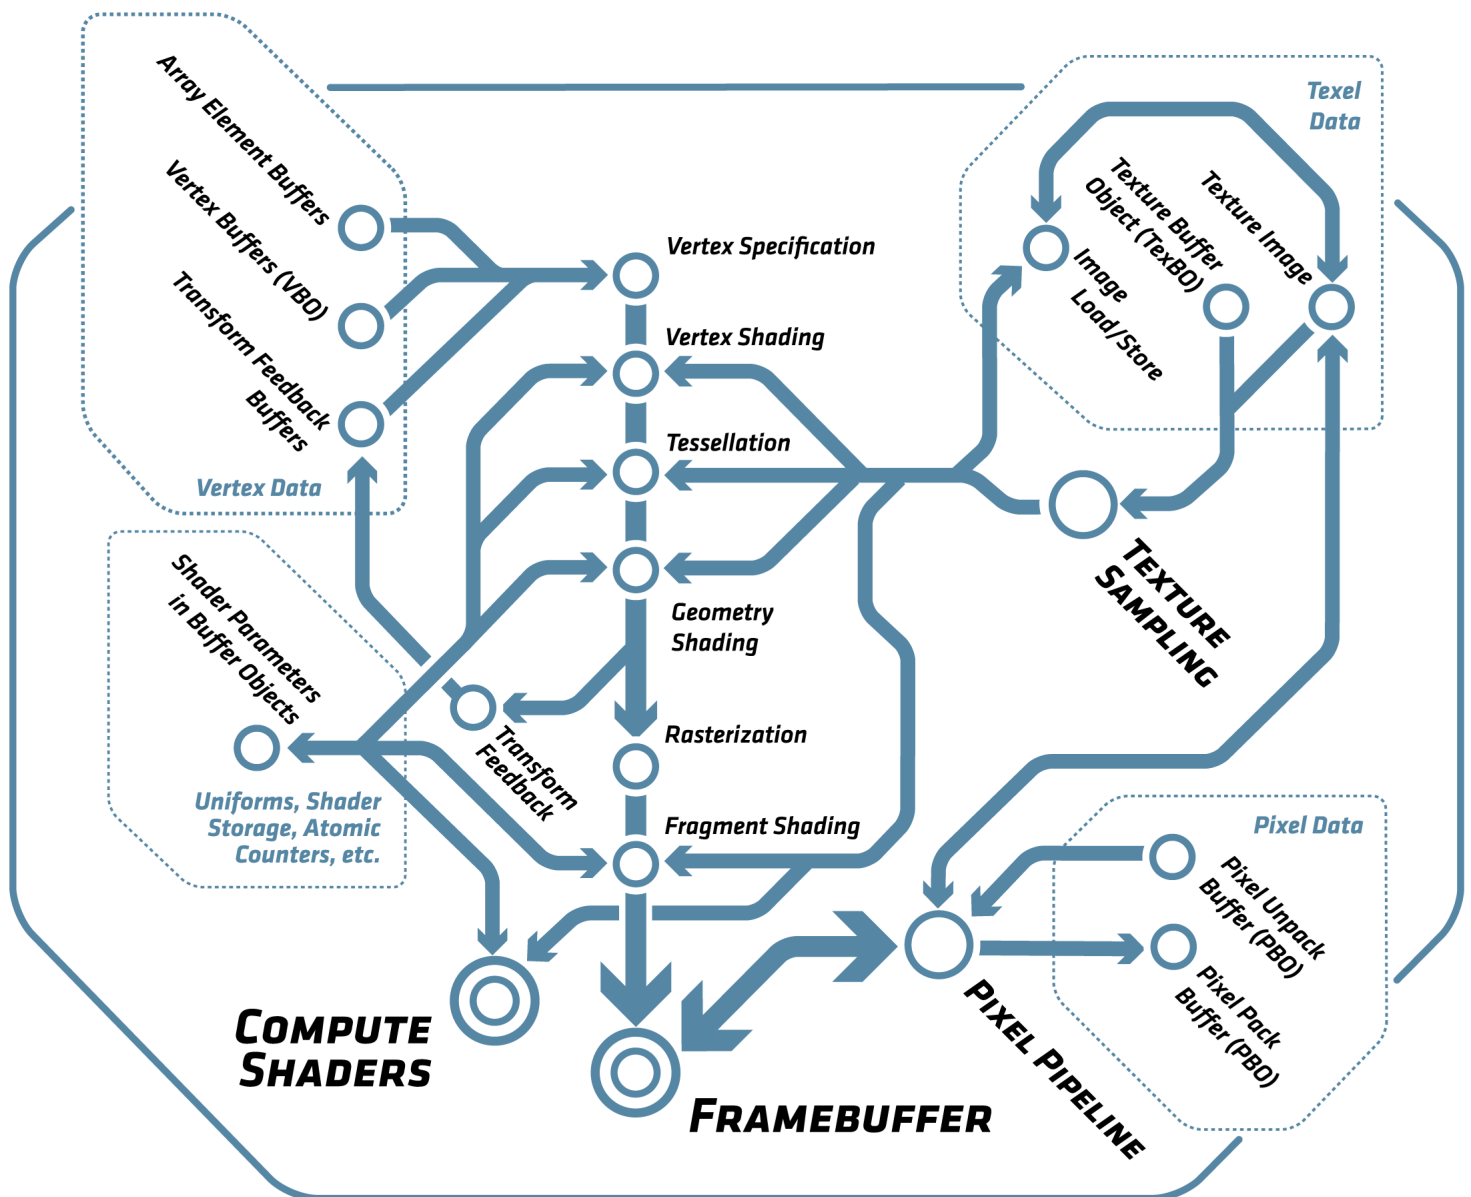 Array Element Buffers
Vertex Buffers (VBO)
Transform Feedback
Buffers
Vertex Data
Texel
Data
Texture Buffer
Object (TexBO)
Texture Image
Image
Load/Store
Vertex Specification
Vertex Shading
Tessellation
Geometry
Shading
Rasterization
Fragment Shading
Shader Parameters
in Buffer Objects
Uniforms, Shader
Storage, Atomic
Counters, etc.
Transform
Feedback
TEXTURE
SAMPLING
Pixel Data
Pixel Unpack
Buffer (PBO)
Pixel Pack
Buffer (PBO)
PIXEL PIPELINE
COMPUTE
SHADERS
FRAMEBUFFER